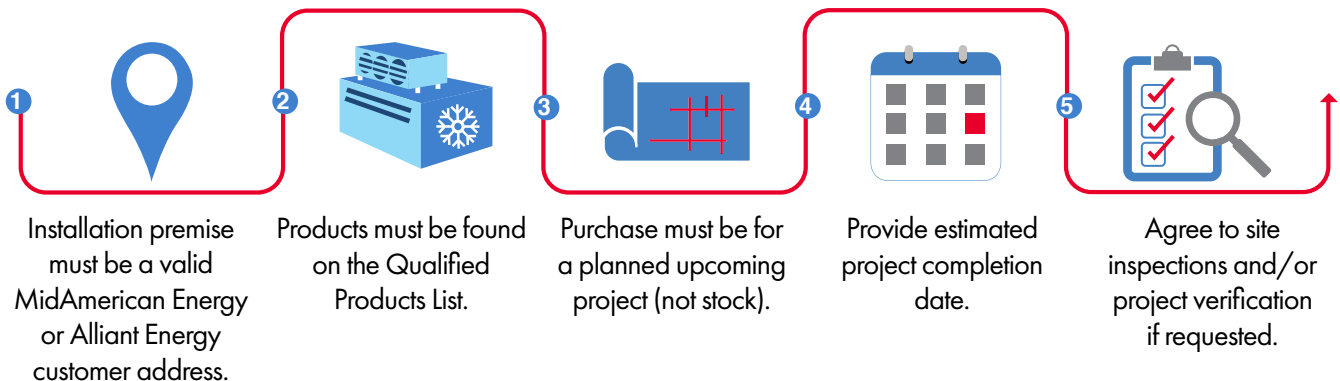 1
Installation premise
must be a valid
MidAmerican Energy
or Alliant Energy
customer address.
2
Products must be found
on the Qualified
Products List.
3
Purchase must be for
a planned upcoming
project (not stock).
4
Provide estimated
project completion
date.
5
Agree to site
inspections and/or
project verification
if requested.